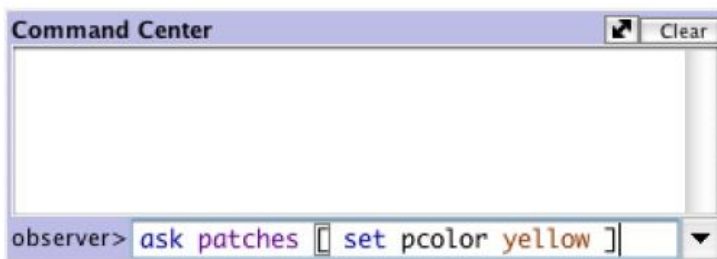 Command Center Clear
observer> ask patches [ set pcolor yellow ]